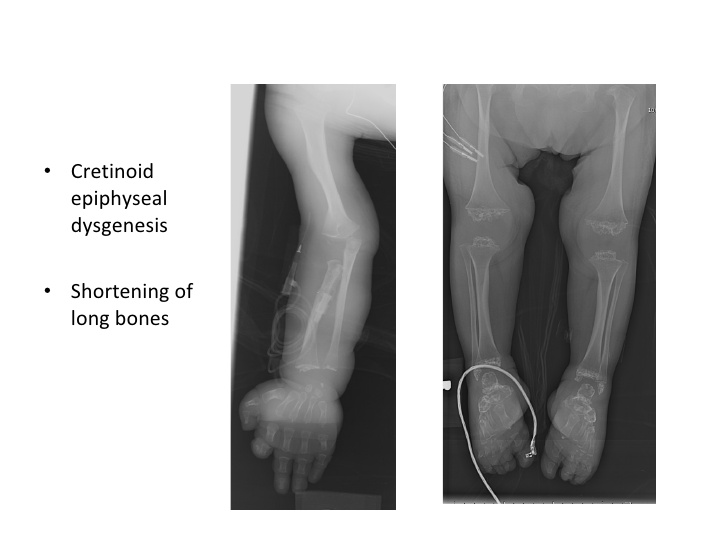 • Cretinoid
epiphyseal
dysgenesis
• Shortening of
long bones